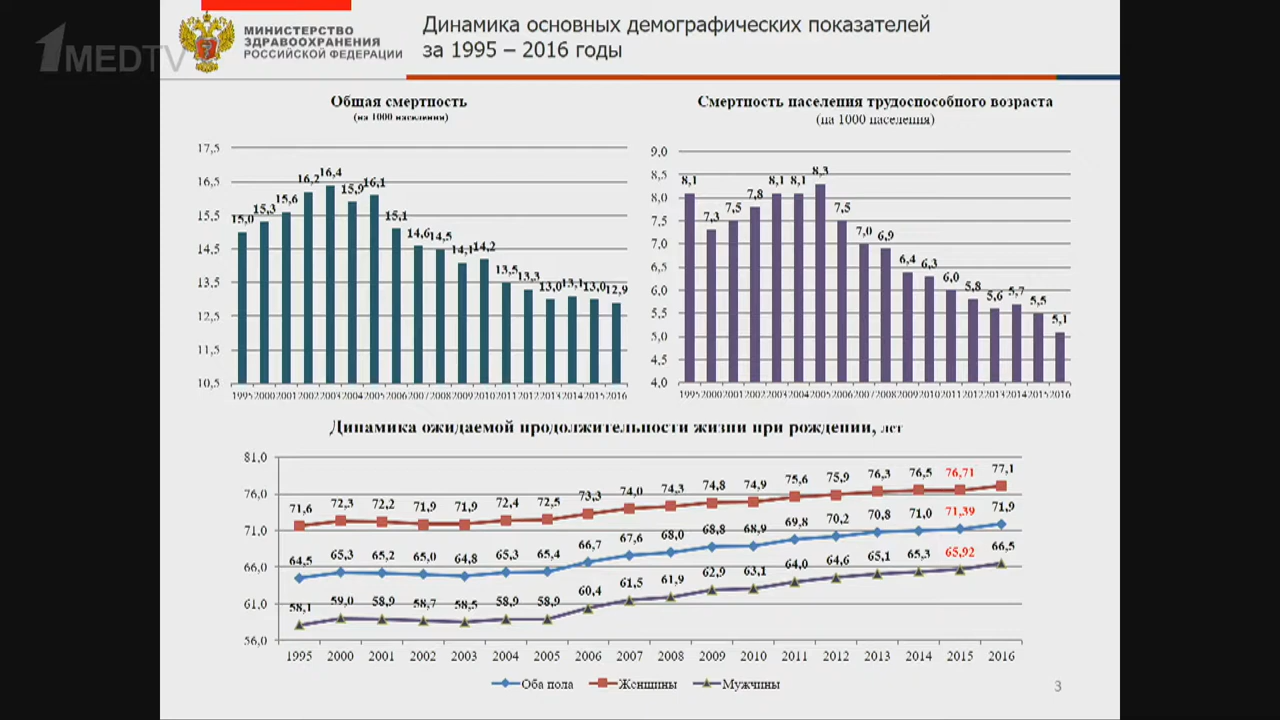 1MEDTV
МИНИСТЕРСТВО
ЗДРАВООХРАНЕНИЯ
РОССИЙСКОЙ ФЕДЕРАЦИИ
Динамика основных демографических показателей
за 1995 – 2016 годы
Общая смертность
(на 1000 населения)
17,5
16,5
15,5
14,5
13,5
12,5
11,5
10,5
15,0 15,3 15,6 16,2 16,4 15,9 16,1 15,1 14,6 14,5 14,1 14,2 13,5 13,3 13,0 13,1 13,0 12,9
1995 2000 2001 2002 2003 2004 2005 2006 2007 2008 2009 2010 2011 2012 2013 2014 2015 2016
Смертность населения трудоспособного возраста
(на 1000 населения)
9,0
8,5
8,0
7,5
7,0
6,5
6,0
5,5
5,0
4,5
4,0
8,1 7,3 7,5 7,8 8,1 8,1 8,3 7,5 7,0 6,9 6,4 6,3 6,0 5,8 5,6 5,7 5,5 5,1
1995 2000 2001 2002 2003 2004 2005 2006 2007 2008 2009 2010 2011 2012 2013 2014 2015 2016
Динамика ожидаемой продолжительности жизни при рождении, лет
81,0
76,0
71,0
66,0
61,0
56,0
71,6 72,3 72,2 71,9 71,9 72,4 72,5 73,3 74,0 74,3 74,8 74,9 75,6 75,9 76,3 76,5 76,71 77,1
64,5 65,3 65,2 65,0 64,8 65,3 65,4 66,7 67,6 68,0 68,8 68,9 69,8 70,2 70,8 71,0 71,39 71,9
58,1 59,0 58,9 58,7 58,5 58,9 58,9 60,4 61,5 61,9 62,9 63,1 64,0 64,6 65,1 65,3 65,92 66,5
1995 2000 2001 2002 2003 2004 2005 2006 2007 2008 2009 2010 2011 2012 2013 2014 2015 2016
Оба пола Женщины Мужчины
3